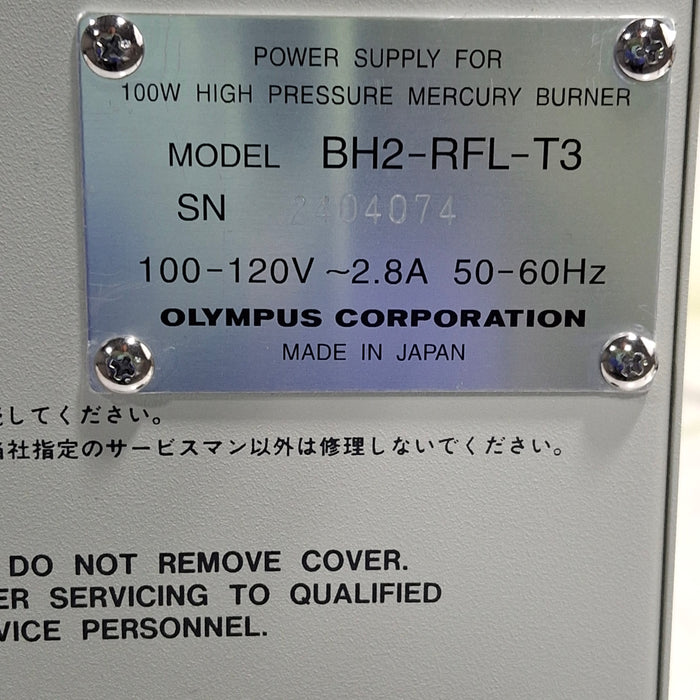 POWER SUPPLY FOR
100W HIGH PRESSURE MERCURY BURNER
MODEL BH2-RFL-T3
SN 2404074
100-120V ~2.8A 50-60Hz
OLYMPUS CORPORATION
MADE IN JAPAN
してください。
社指定のサービスマン以外は修理しないでください。
DO NOT REMOVE COVER.
ER SERVICING TO QUALIFIED
VICE PERSONNEL.